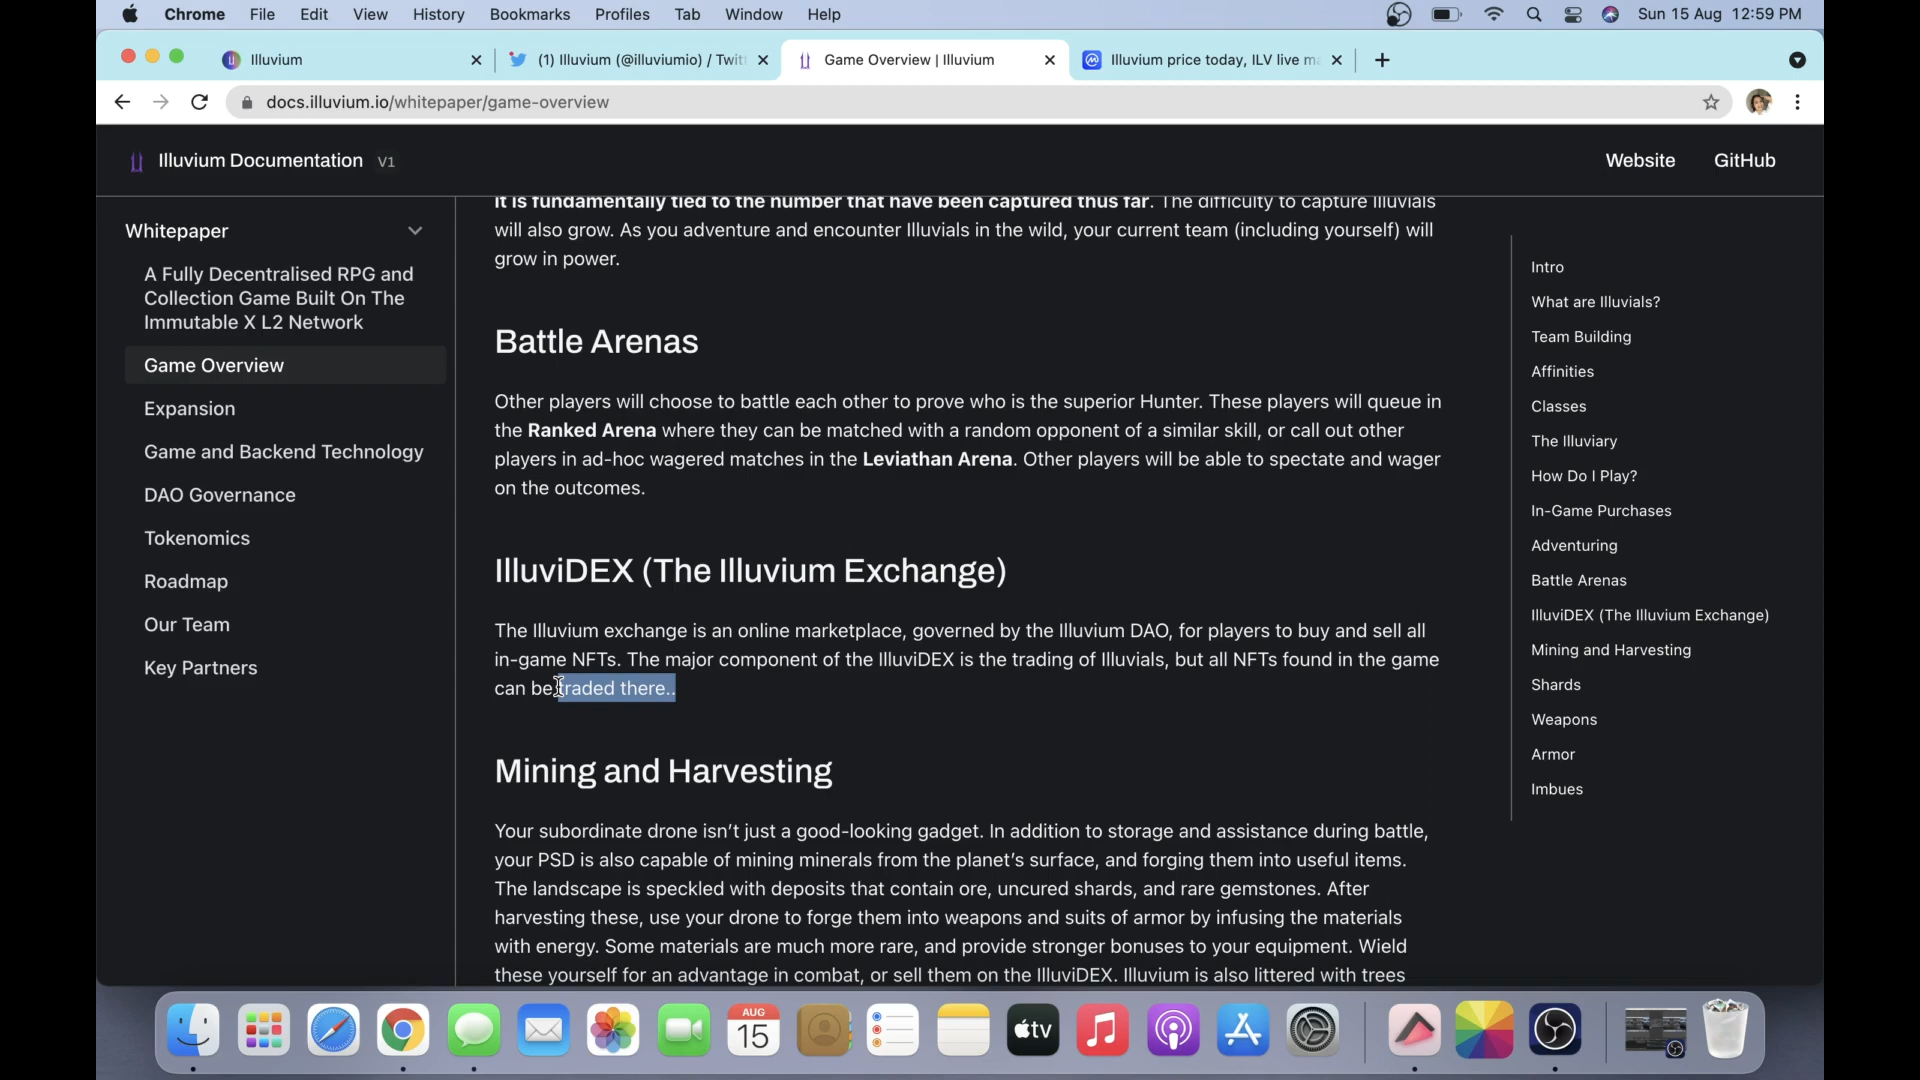 Chrome File Edit View History Bookmarks Profiles Tab Window Help Sun 15 Aug 12:59 PM
Illuvium
(1) Illuvium (@illuviumio) / Twit
Game Overview | Illuvium
Illuvium price today, ILV live ma
docs.illuvium.io/whitepaper/game-overview
Illuvium Documentation V1
Website GitHub
Whitepaper
A Fully Decentralised RPG and
Collection Game Built On The
Immutable X L2 Network
Game Overview
Expansion
Game and Backend Technology
DAO Governance
Tokenomics
Roadmap
Our Team
Key Partners
It is fundamentally tied to the number that have been captured thus far. The difficulty to capture Illuvials
will also grow. As you adventure and encounter Illuvials in the wild, your current team (including yourself) will
grow in power.
Battle Arenas
Other players will choose to battle each other to prove who is the superior Hunter. These players will queue in
the Ranked Arena where they can be matched with a random opponent of a similar skill, or call out other
players in ad-hoc wagered matches in the Leviathan Arena. Other players will be able to spectate and wager
on the outcomes.
IlluviDEX (The Illuvium Exchange)
The Illuvium exchange is an online marketplace, governed by the Illuvium DAO, for players to buy and sell all
in-game NFTs. The major component of the IlluviDEX is the trading of Illuvials, but all NFTs found in the game
can be traded there..
Mining and Harvesting
Your subordinate drone isn't just a good-looking gadget. In addition to storage and assistance during battle,
your PSD is also capable of mining minerals from the planet's surface, and forging them into useful items.
The landscape is speckled with deposits that contain ore, uncured shards, and rare gemstones. After
harvesting these, use your drone to forge them into weapons and suits of armor by infusing the materials
with energy. Some materials are much more rare, and provide stronger bonuses to your equipment. Wield
these yourself for an advantage in combat, or sell them on the IlluviDEX. Illuvium is also littered with trees
Intro
What are Illuvials?
Team Building
Affinities
Classes
The Illuviary
How Do I Play?
In-Game Purchases
Adventuring
Battle Arenas
IlluviDEX (The Illuvium Exchange)
Mining and Harvesting
Shards
Weapons
Armor
Imbues
AUG
15
tv